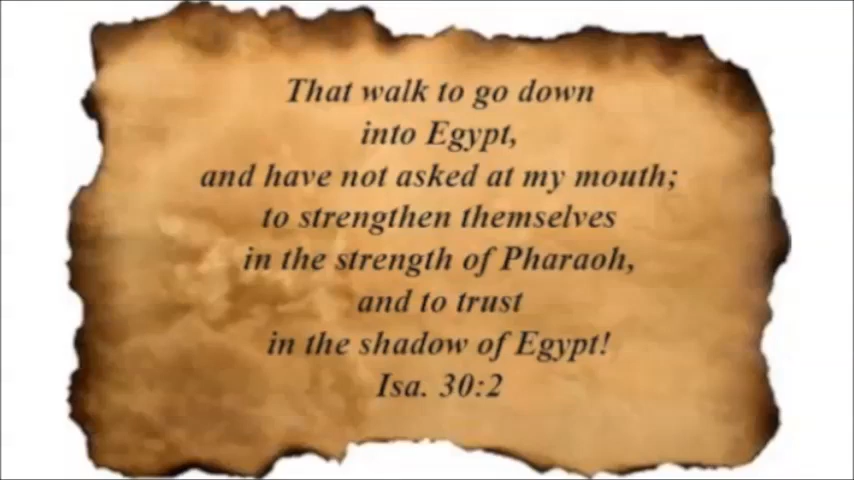 That walk to go down
into Egypt,
and have not asked at my mouth;
to strengthen themselves
in the strength of Pharaoh,
and to trust
in the shadow of Egypt!
Isa. 30:2